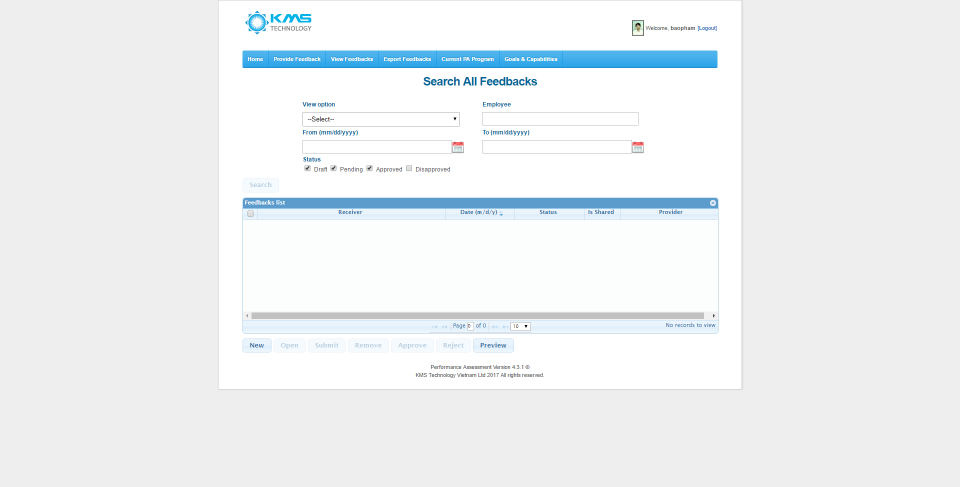 KMS
TECHNOLOGY
Welcome, baopham [Logout]
Home Provide Feedback View Feedbacks Export Feedbacks Current PA Program Goals & Capabilities
Search All Feedbacks
View option Employee
--Select--
From (mm/dd/yyyy) To (mm/dd/yyyy)
Status
Draft Pending Approved Disapproved
Search
Feedbacks list
Receiver Date (m/d/y) Status Is Shared Provider
Page 0 of 0 10 No records to view
New Open Submit Remove Approve Reject Preview
Performance Assessment Version 4.3.1 ®
KMS Technology Vietnam Ltd 2017 All rights reserved.